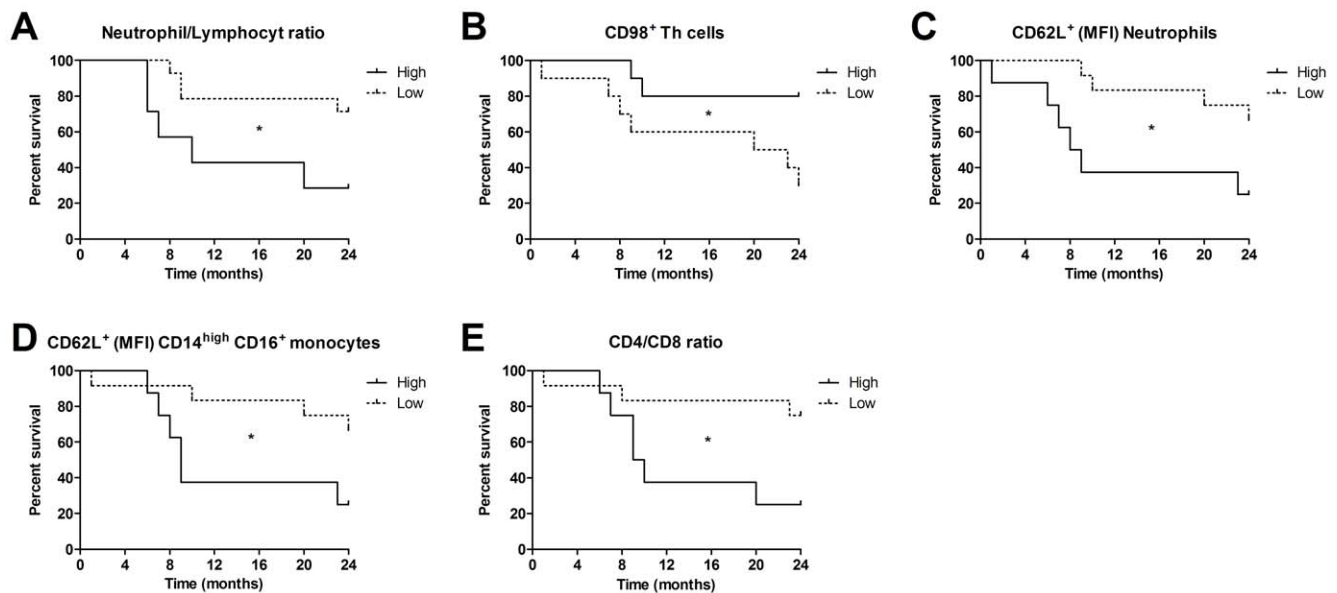 A
Neutrophil/Lymphocyt ratio
Percent survival
100
80
60
40
20
0
0 4 8 12 16 20 24
Time (months)
High
Low
*
B
CD98+ Th cells
Percent survival
100
80
60
40
20
0
0 4 8 12 16 20 24
Time (months)
High
Low
*
C
CD62L+ (MFI) Neutrophils
Percent survival
100
80
60
40
20
0
0 4 8 12 16 20 24
Time (months)
High
Low
*
D
CD62L+ (MFI) CD14high CD16+ monocytes
Percent survival
100
80
60
40
20
0
0 4 8 12 16 20 24
Time (months)
High
Low
*
E
CD4/CD8 ratio
Percent survival
100
80
60
40
20
0
0 4 8 12 16 20 24
Time (months)
High
Low
*